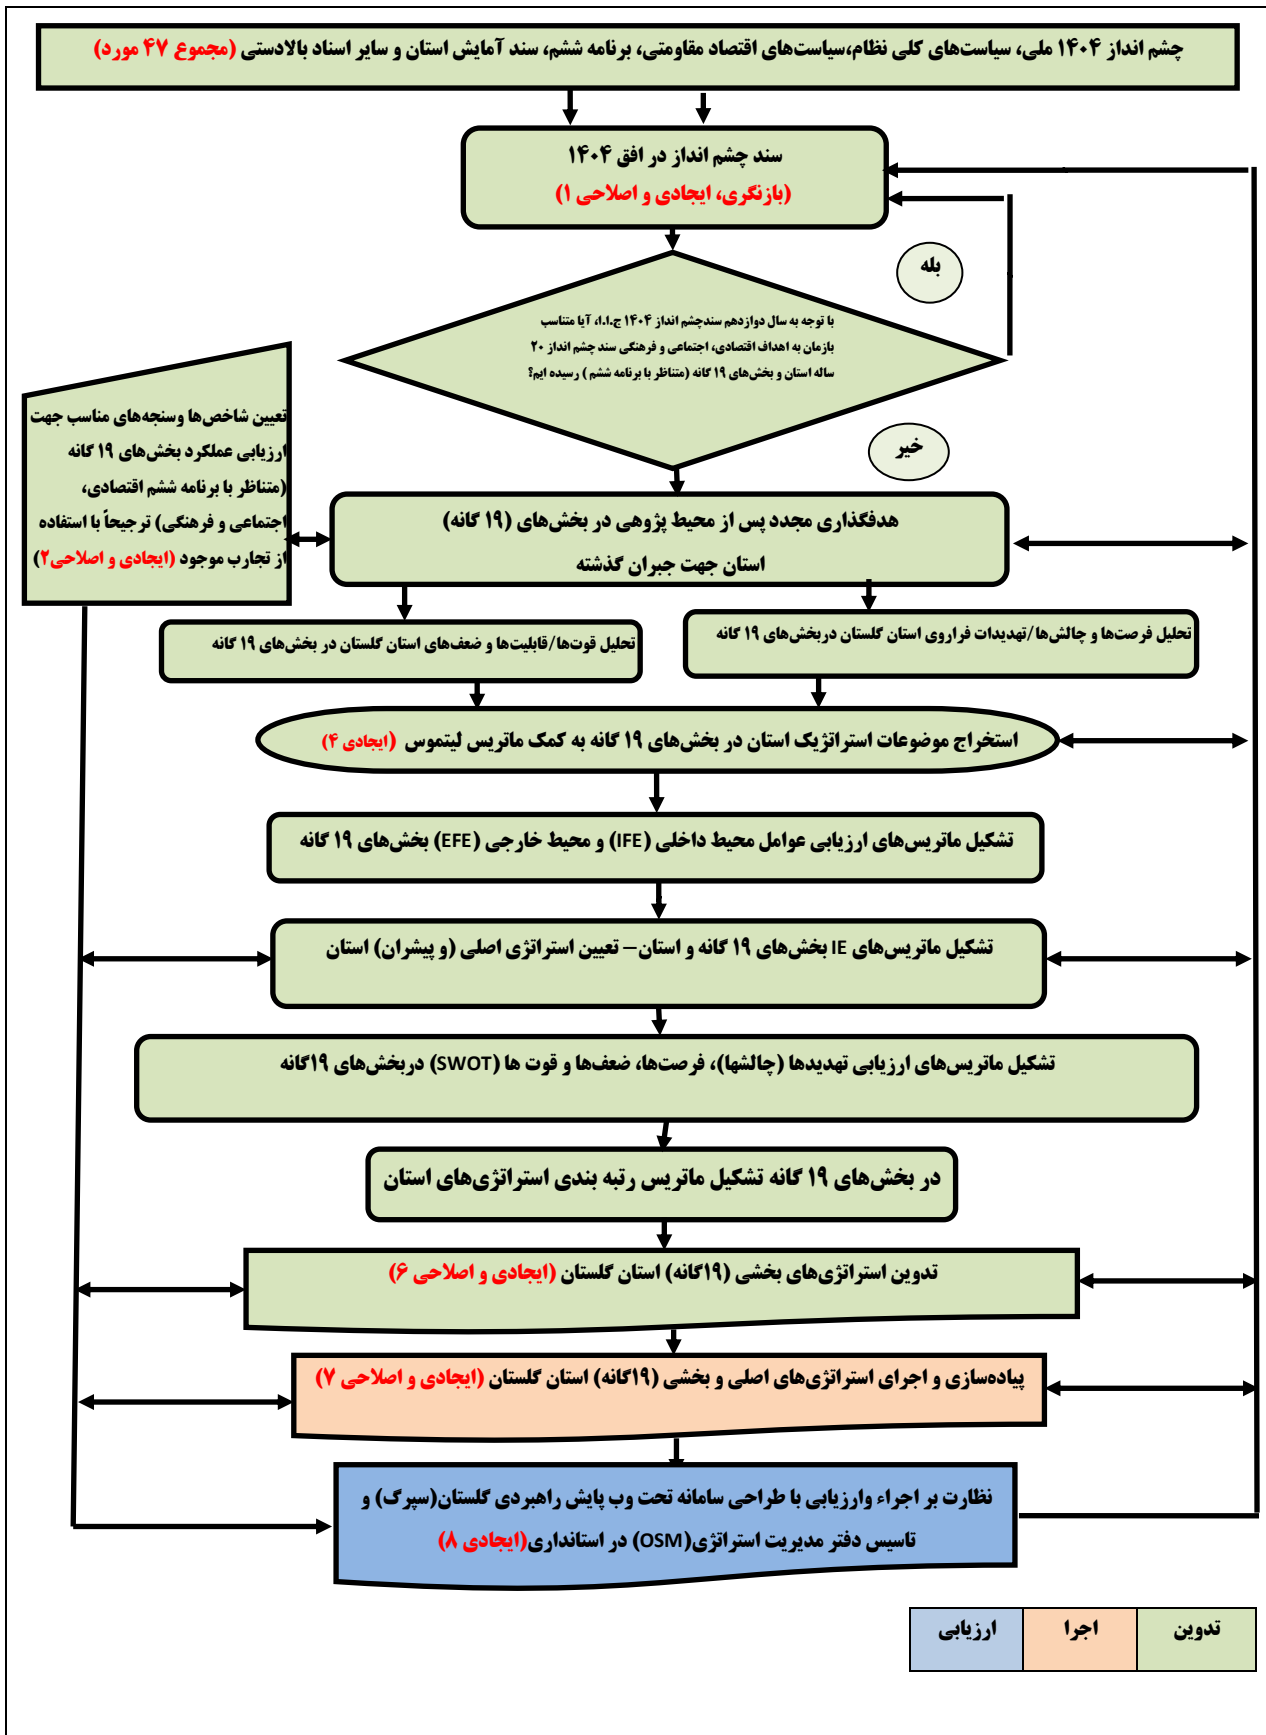 چشم انداز ۱۴۰۴ ملی، سیاست‌های کلی نظام،سیاست‌های اقتصاد مقاومتی، برنامه ششم، سند آمایش استان و سایر اسناد بالادستی (مجموع ۴۷ مورد)
سند چشم انداز در افق ۱۴۰۴
(بازنگری، ایجادی و اصلاحی ۱)
بله
با توجه به سال دوازدهم سندچشم انداز ۱۴۰۴ ج.ا.ا، آیا متناسب
بازمان به اهداف اقتصادی، اجتماعی و فرهنگی سند چشم انداز ۲۰
ساله استان و بخش‌های ۱۹ گانه (متناظر با برنامه ششم ) رسیده ایم؟
خیر
تعیین شاخص‌ها وسنجه‌های مناسب جهت
ارزیابی عملکرد بخش‌های ۱۹ گانه
(متناظر با برنامه ششم اقتصادی،
اجتماعی و فرهنگی) ترجیحاً با استفاده
از تجارب موجود (ایجادی و اصلاحی۲)
هدفگذاری مجدد پس از محیط پژوهی در بخش‌های (۱۹ گانه)
استان جهت جبران گذشته
تحلیل فرصت‌ها و چالش‌ها/تهدیدات فراروی استان گلستان دربخش‌های ۱۹ گانه
تحلیل قوت‌ها/قابلیت‌ها و ضعف‌های استان گلستان در بخش‌های ۱۹ گانه
استخراج موضوعات استراتژیک استان در بخش‌های ۱۹ گانه به کمک ماتریس لیتموس (ایجادی ۴)
تشکیل ماتریس‌های ارزیابی عوامل محیط داخلی (IFE) و محیط خارجی (EFE) بخش‌های ۱۹ گانه
تشکیل ماتریس‌های IE بخش‌های ۱۹ گانه و استان– تعیین استراتژی اصلی (و پیشران) استان
تشکیل ماتریس‌های ارزیابی تهدیدها (چالشها)، فرصت‌ها، ضعف‌ها و قوت ها (SWOT) دربخش‌های ۱۹گانه
در بخش‌های ۱۹ گانه تشکیل ماتریس رتبه بندی استراتژی‌های استان
تدوین استراتژی‌های بخشی (۱۹گانه) استان گلستان (ایجادی و اصلاحی ۶)
پیاده‌سازی و اجرای استراتژی‌های اصلی و بخشی (۱۹گانه) استان گلستان (ایجادی و اصلاحی ۷)
نظارت بر اجراء وارزیابی با طراحی سامانه تحت وب پایش راهبردی گلستان(سپرگ) و
تاسیس دفتر مدیریت استراتژی(OSM) در استانداری(ایجادی ۸)
تدوین
اجرا
ارزیابی